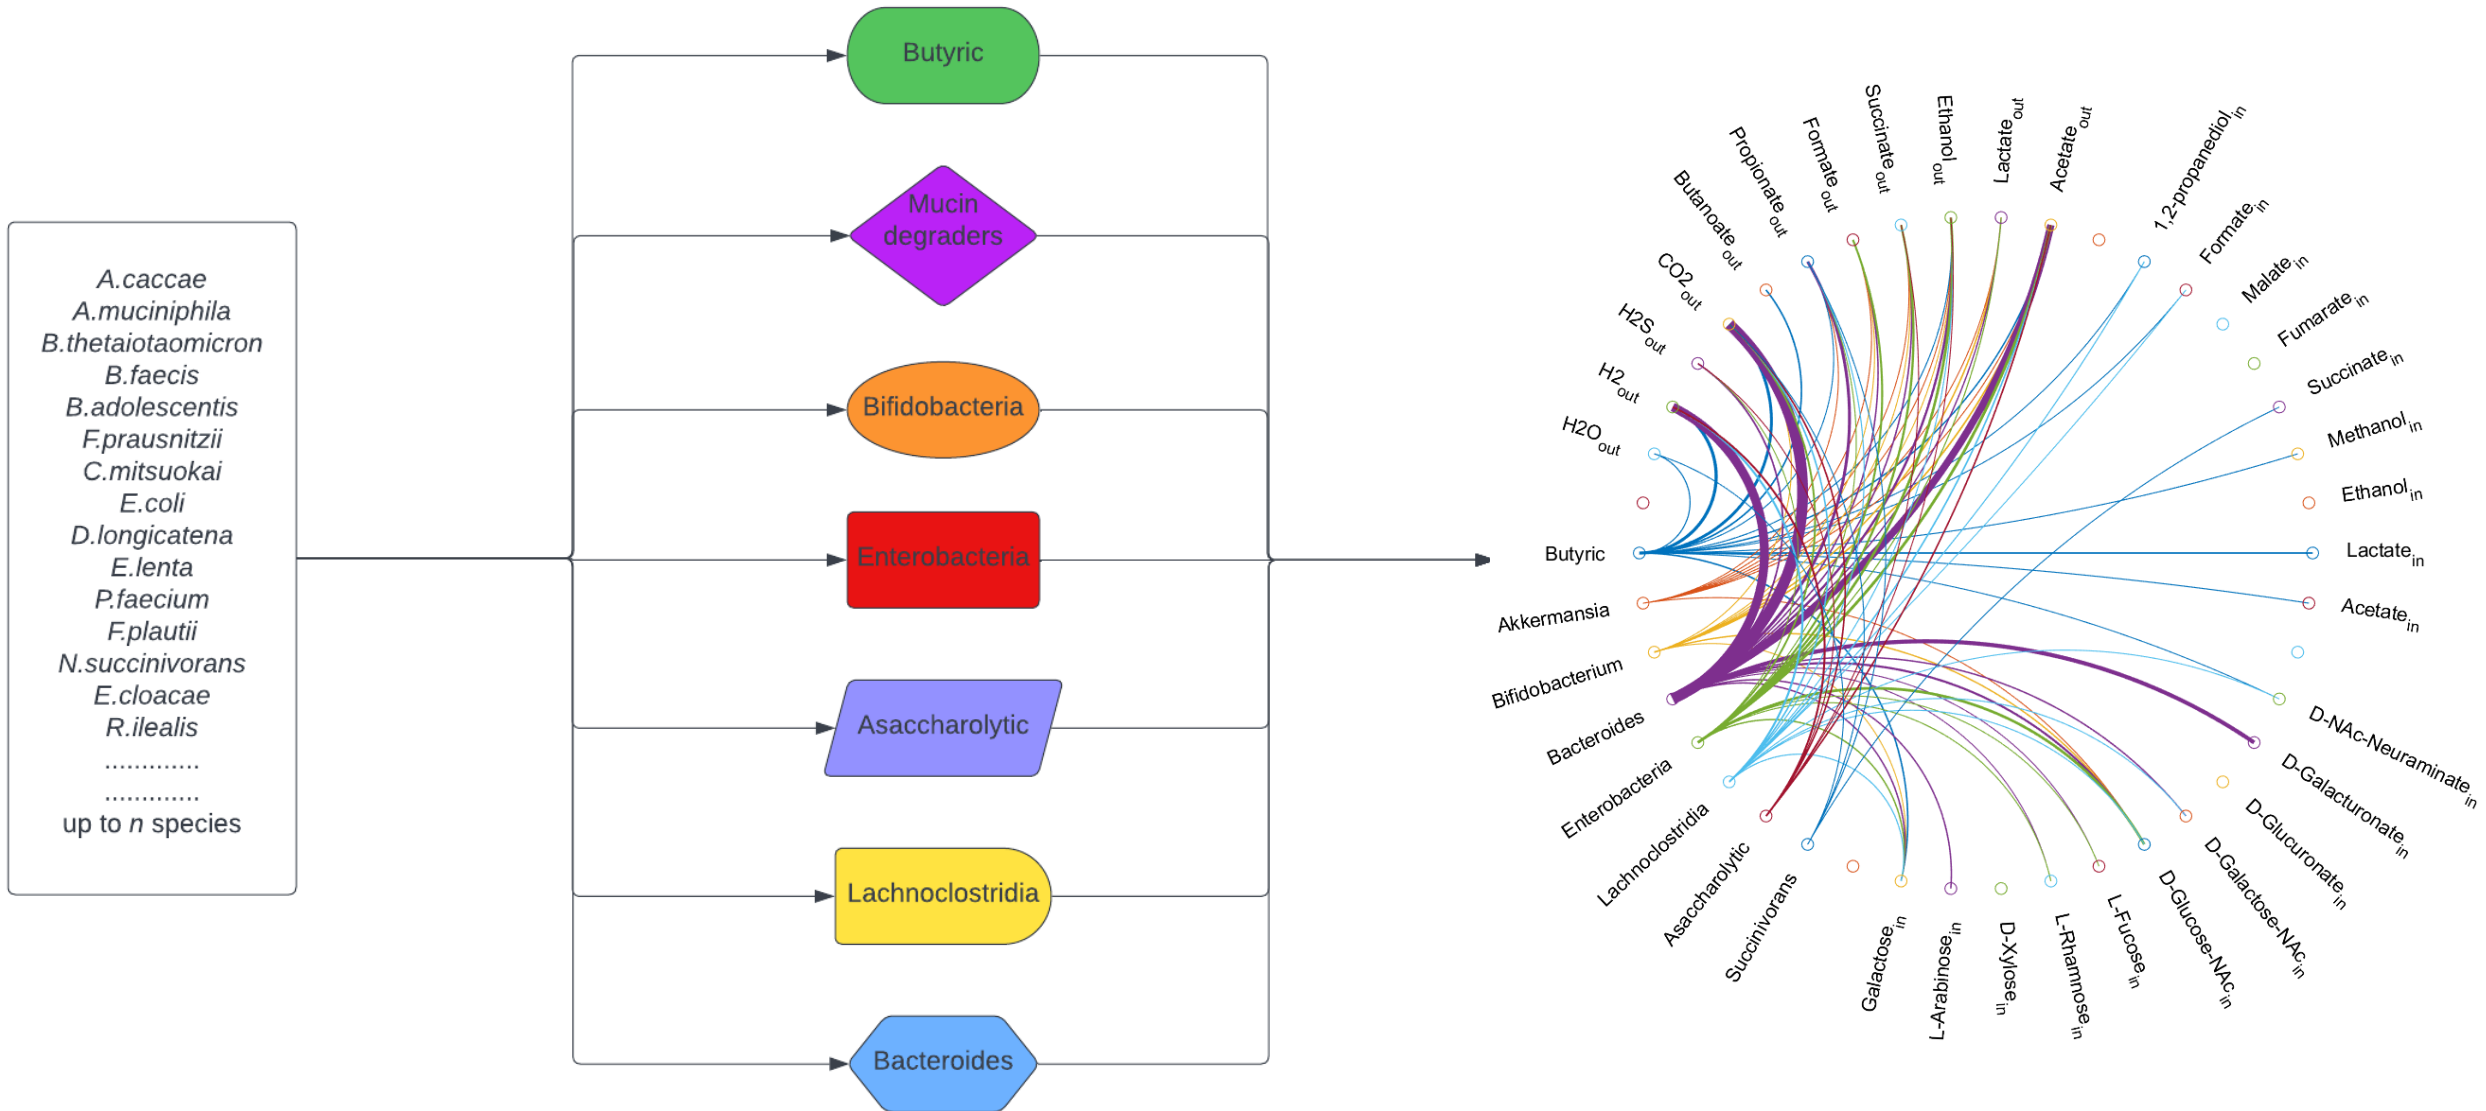 A.caccae
A.muciniphila
B.thetaiotaomicron
B.faecis
B.adolescentis
F.prausnitzii
C.mitsuokai
E.coli
D.longicatena
E.lenta
P.faecium
F.plautii
N.succinivorans
E.cloacae
R.ilealis
.............
.............
up to n species
Butyric
Mucin
degraders
Bifidobacteria
Enterobacteria
Asaccharolytic
Lachnoclostridia
Bacteroides
Butyric
Akkermansia
Bifidobacterium
Bacteroides
Enterobacteria
Lachnoclostridia
Asaccharolytic
Succinivorans
Galactose in
L-Arabinose in
D-Xylose in
L-Rhamnose in
L-Fucose in
D-Glucose-NAc in
D-Galactose-NAc in
D-Glucuronate in
D-Galacturonate in
D-NAc-Neuraminate in
Acetate in
Lactate in
Ethanol in
Methanol in
Succinate in
Fumarate in
Malate in
Formate in
1,2-propanediol in
Acetate out
Lactate out
Ethanol out
Succinate out
Formate out
Propionate out
Butanoate out
CO2 out
H2S out
H2 out
H2O out